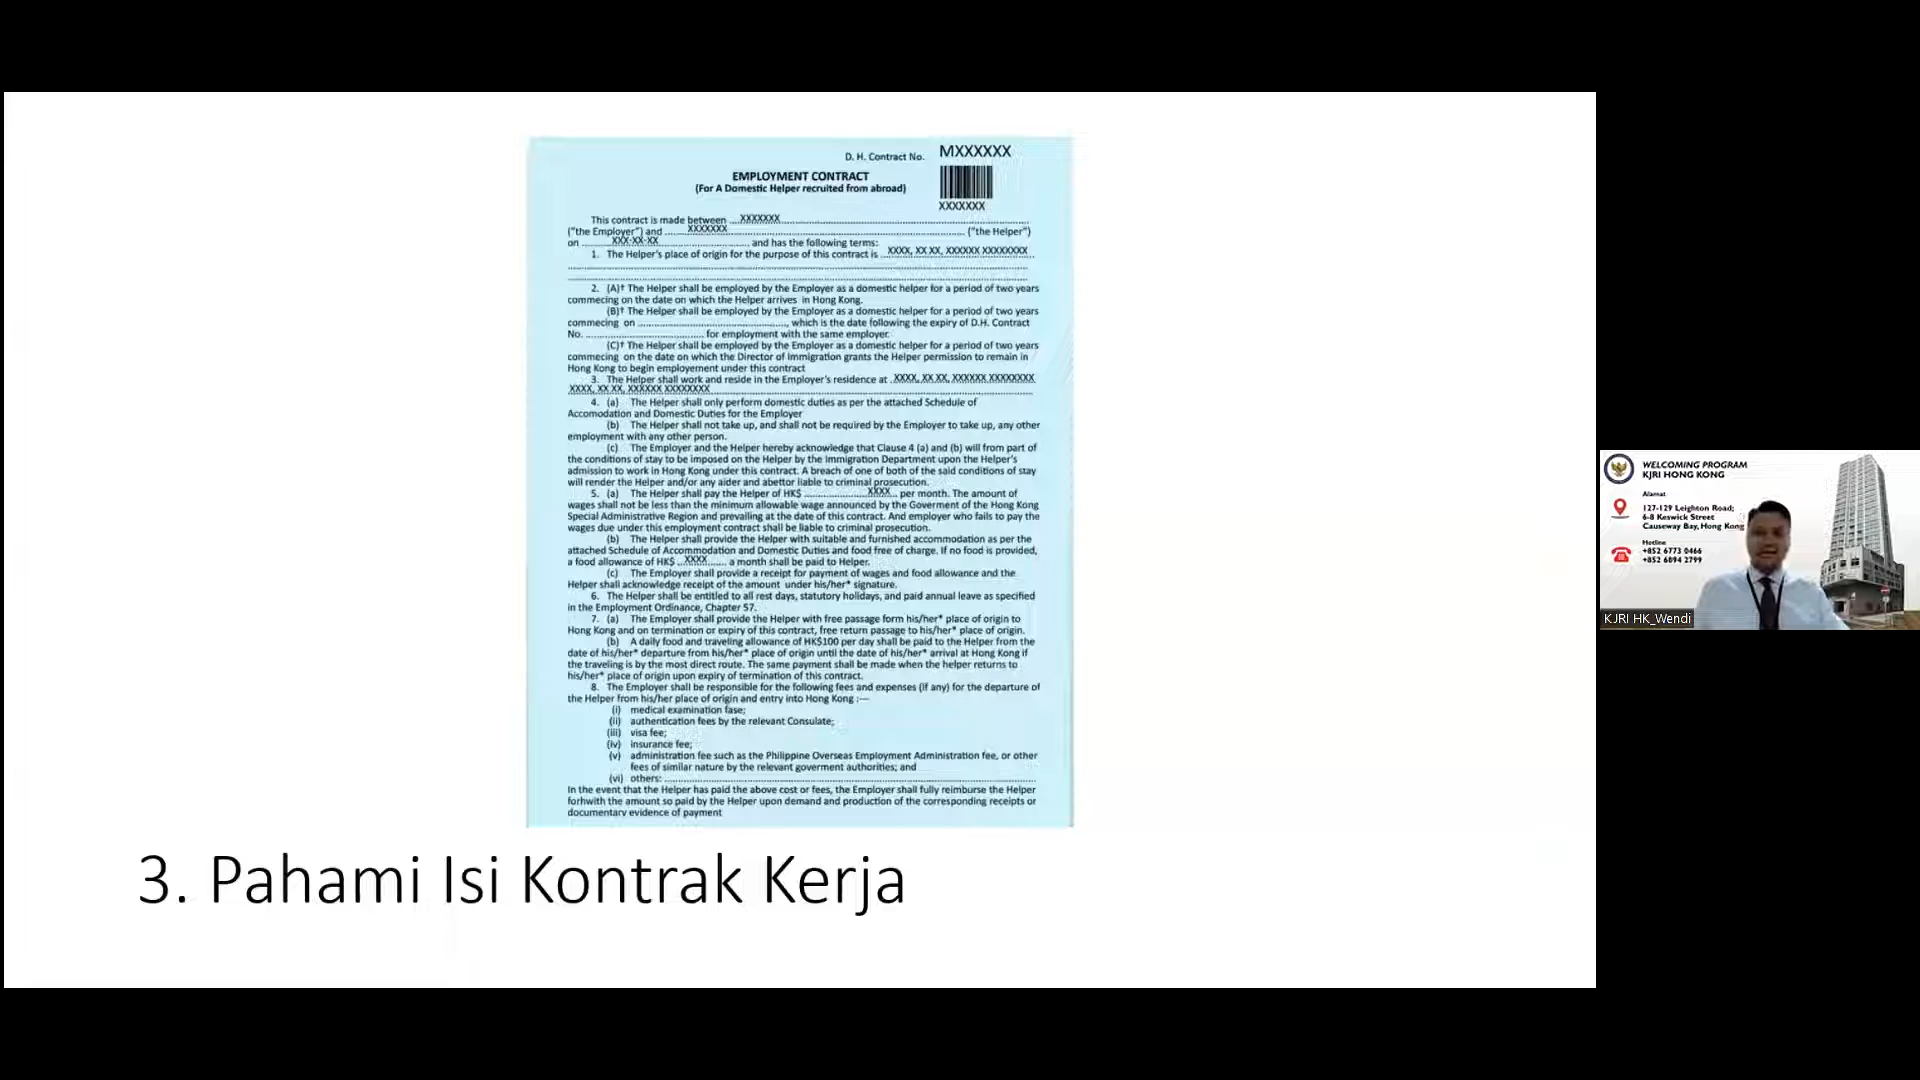 D. H. Contract No. MXXXXXX
EMPLOYMENT CONTRACT
(For A Domestic Helper recruited from abroad)
XXXXXXX
This contract is made between ....XXXXXXX....
("the Employer") and ....XXXXXXX.... ("the Helper")
on ....XXX-XX-XX.... and has the following terms:
1. The Helper's place of origin for the purpose of this contract is ..XXXX, XX XX, XXXXXX XXXXXXXX..
2. (A)† The Helper shall be employed by the Employer as a domestic helper for a period of two years
commecing on the date on which the Helper arrives in Hong Kong.
(B)† The Helper shall be employed by the Employer as a domestic helper for a period of two years
commecing on ...................., which is the date following the expiry of D.H. Contract
No. .................... for employment with the same employer.
(C)† The Helper shall be employed by the Employer as a domestic helper for a period of two years
commecing on the date on which the Director of Immigration grants the Helper permission to remain in
Hong Kong to begin employement under this contract
3. The Helper shall work and reside in the Employer's residence at ..XXXX, XX XX, XXXXXX XXXXXXXX
XXXX, XX XX, XXXXXX XXXXXXXX
4. (a) The Helper shall only perform domestic duties as per the attached Schedule of
Accomodation and Domestic Duties for the Employer
(b) The Helper shall not take up, and shall not be required by the Employer to take up, any other
employment with any other person.
(c) The Employer and the Helper hereby acknowledge that Clause 4 (a) and (b) will from part of
the conditions of stay to be imposed on the Helper by the Immigration Department upon the Helper's
admission to work in Hong Kong under this contract. A breach of one of both of the said conditions of stay
will render the Helper and/or any aider and abettor liable to criminal prosecution.
5. (a) The Helper shall pay the Helper of HK$ ....XXXX.... per month. The amount of
wages shall not be less than the minimum allowable wage announced by the Goverment of the Hong Kong
Special Administrative Region and prevailing at the date of this contract. And employer who fails to pay the
wages due under this employment contract shall be liable to criminal prosecution.
(b) The Helper shall provide the Helper with suitable and furnished accommodation as per the
attached Schedule of Accommodation and Domestic Duties and food free of charge. If no food is provided,
a food allowance of HK$ ..XXXX.... a month shall be paid to Helper.
(c) The Employer shall provide a receipt for payment of wages and food allowance and the
Helper shall acknowledge receipt of the amount under his/her* signature.
6. The Helper shall be entitled to all rest days, statutory holidays, and paid annual leave as specified
in the Employment Ordinance, Chapter 57.
7. (a) The Employer shall provide the Helper with free passage form his/her* place of origin to
Hong Kong and on termination or expiry of this contract, free return passage to his/her* place of origin.
(b) A daily food and traveling allowance of HK$100 per day shall be paid to the Helper from the
date of his/her* departure from his/her* place of origin until the date of his/her* arrival at Hong Kong if
the traveling is by the most direct route. The same payment shall be made when the helper returns to
his/her* place of origin upon expiry of termination of this contract.
8. The Employer shall be responsible for the following fees and expenses (if any) for the departure of
the Helper from his/her place of origin and entry into Hong Kong :—
(i) medical examination fase;
(ii) authentication fees by the relevant Consulate;
(iii) visa fee;
(iv) insurance fee;
(v) administration fee such as the Philippine Overseas Employment Administration fee, or other
fees of similar nature by the relevant goverment authorities; and
(vi) others: ....................
In the event that the Helper has paid the above cost or fees, the Employer shall fully reimburse the Helper
forhwith the amount so paid by the Helper upon demand and production of the corresponding receipts or
documentary evidence of payment
3. Pahami Isi Kontrak Kerja
WELCOMING PROGRAM
KJRI HONG KONG
Alamat
127-129 Leighton Road;
6-8 Keswick Street
Causeway Bay, Hong Kong
Hotline
+852 6773 0466
+852 6894 2799
KJRI HK_Wendi